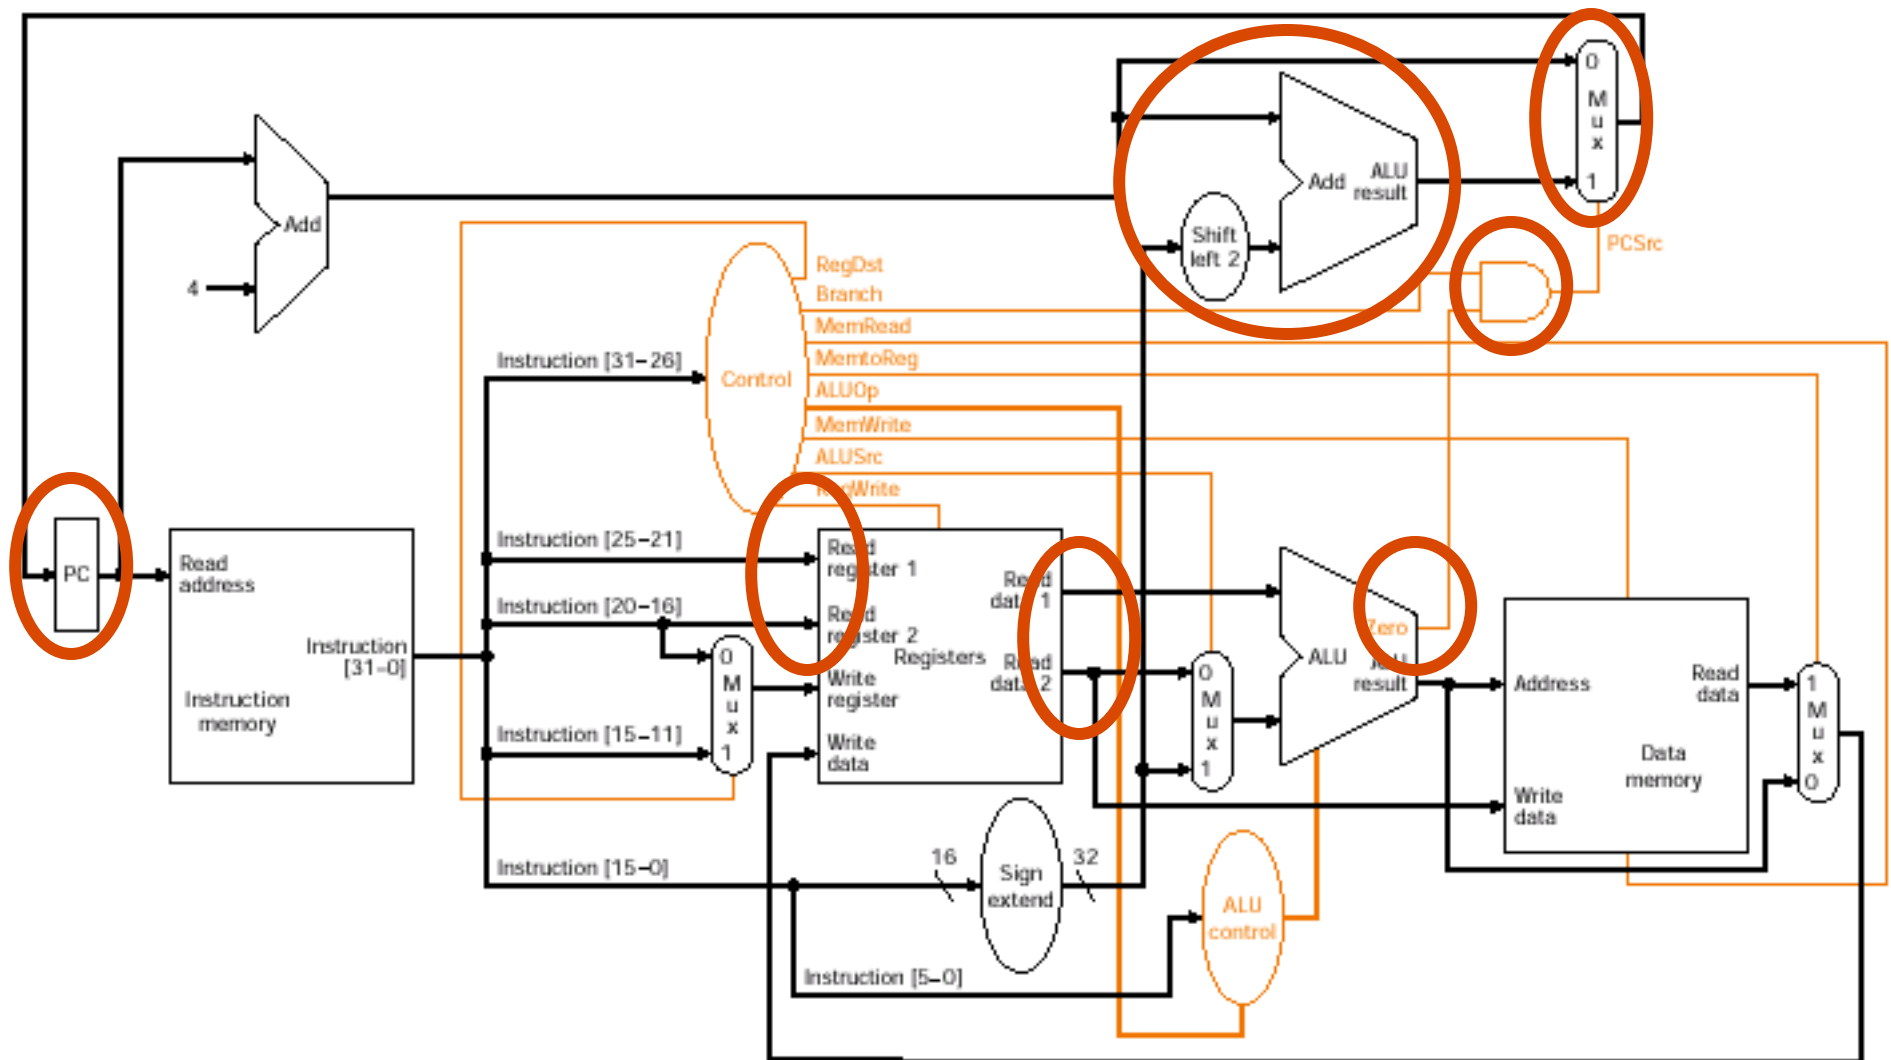 0
M
u
x
1
Add
ALU
result
Add
Shift
left 2
PCSrc
4
RegDst
Branch
MemRead
MemtoReg
ALUOp
MemWrite
ALUSrc
RegWrite
Control
Instruction [31–26]
Instruction [25–21]
Instruction [20–16]
Instruction [15–11]
Instruction [15–0]
Instruction [5–0]
PC
Read
address
Instruction
[31-0]
Instruction
memory
0
M
u
x
1
Read
register 1
Read
register 2
Registers
Write
register
Write
data
Read
data 1
Read
data 2
0
M
u
x
1
Zero
ALU
ALU
result
Address
Read
data
Data
memory
Write
data
1
M
u
x
0
16
Sign
extend
32
ALU
control